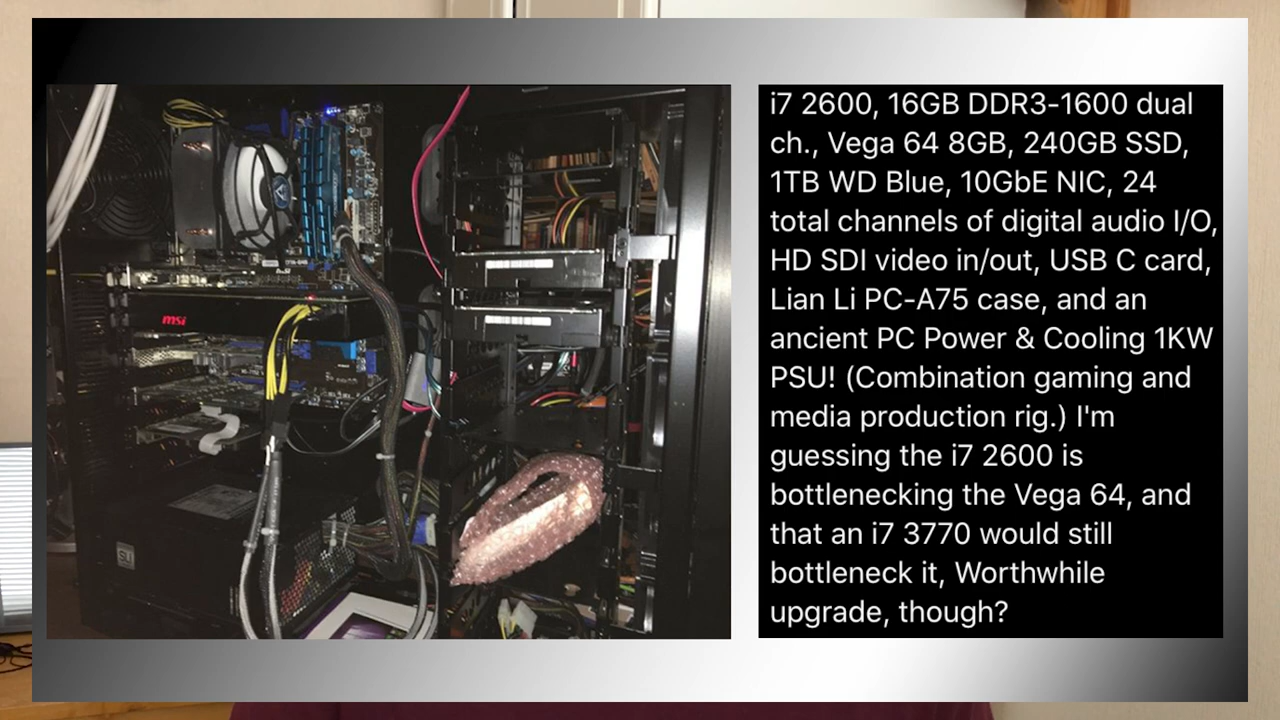 msi
SLI
i7 2600, 16GB DDR3-1600 dual
ch., Vega 64 8GB, 240GB SSD,
1TB WD Blue, 10GbE NIC, 24
total channels of digital audio I/O,
HD SDI video in/out, USB C card,
Lian Li PC-A75 case, and an
ancient PC Power & Cooling 1KW
PSU! (Combination gaming and
media production rig.) I'm
guessing the i7 2600 is
bottlenecking the Vega 64, and
that an i7 3770 would still
bottleneck it, Worthwhile
upgrade, though?